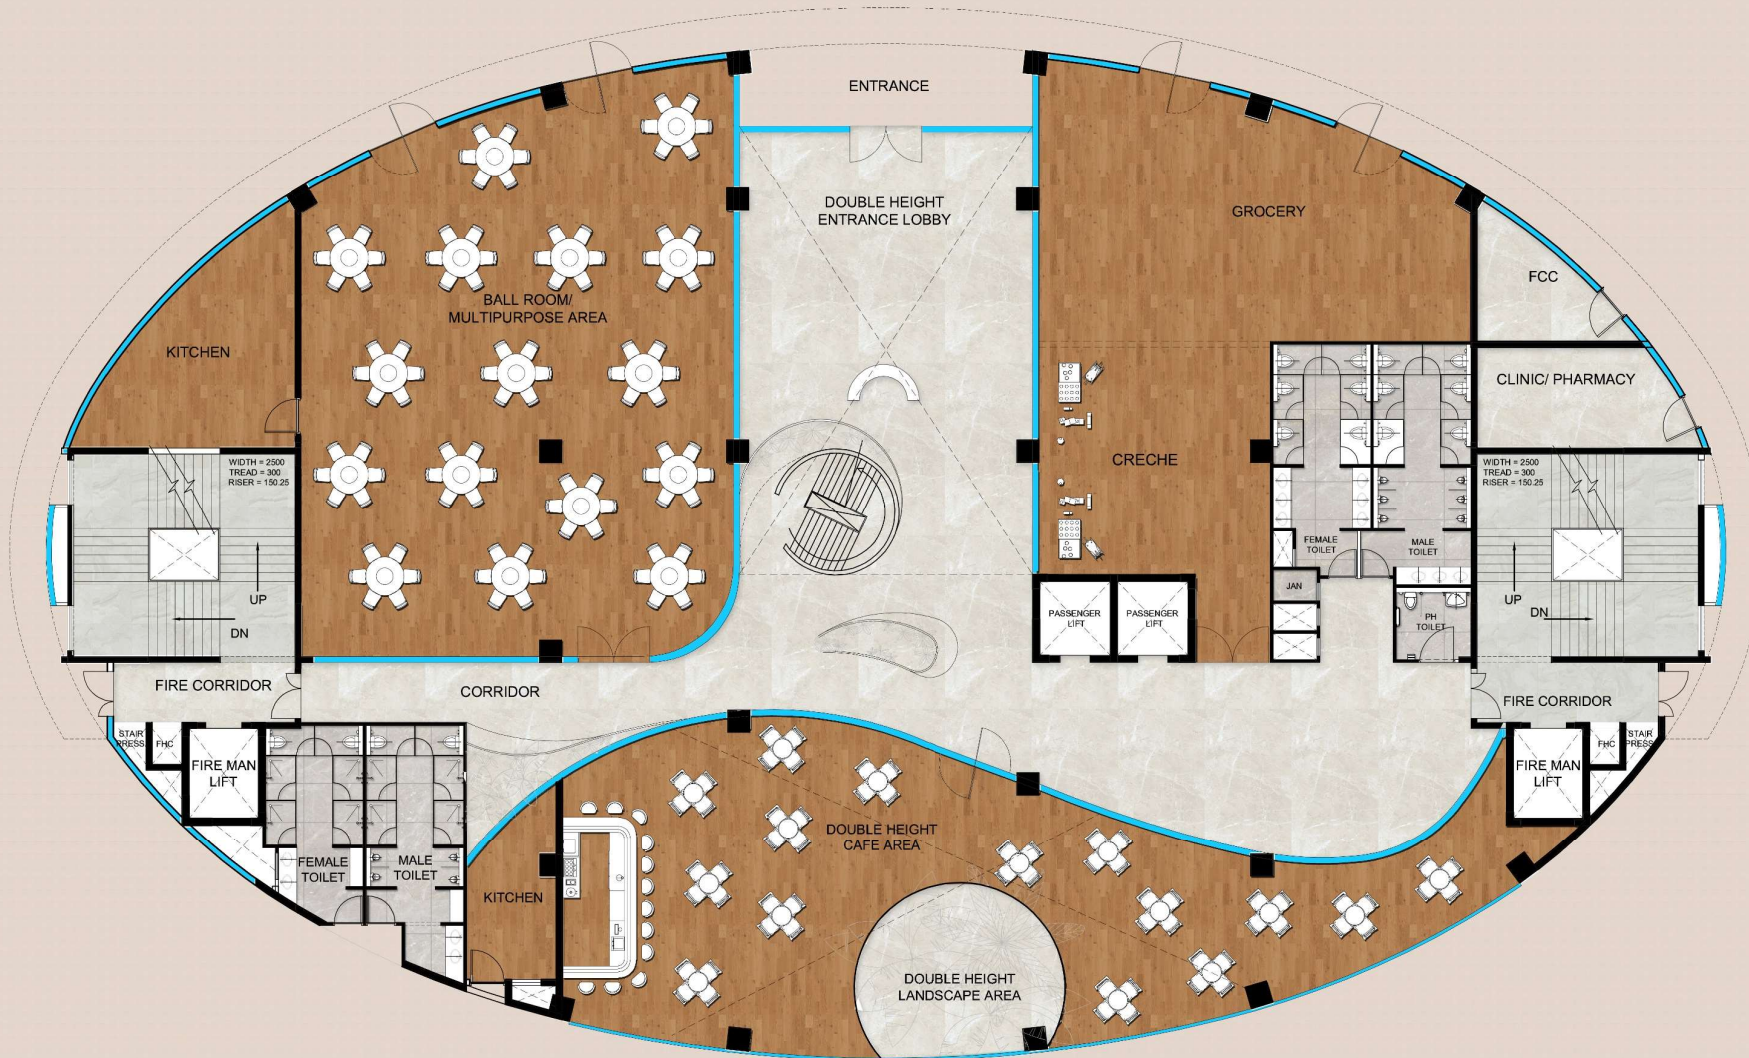 ENTRANCE
DOUBLE HEIGHT
ENTRANCE LOBBY
GROCERY
FCC
BALL ROOM/
MULTIPURPOSE AREA
KITCHEN
CLINIC/ PHARMACY
CRECHE
WIDTH = 2500
TREAD = 300
RISER = 150.25
WIDTH = 2500
TREAD = 300
RISER = 150.25
FEMALE
TOILET
MALE
TOILET
JAN
UP
DN
PASSENGER
LIFT
PASSENGER
LIFT
PH
TOILET
UP
DN
FIRE CORRIDOR
CORRIDOR
FIRE CORRIDOR
STAIR
PRESS.
FHC
FIRE MAN
LIFT
FIRE MAN
LIFT
FHC
STAIR
PRESS.
DOUBLE HEIGHT
CAFE AREA
FEMALE
TOILET
MALE
TOILET
KITCHEN
DOUBLE HEIGHT
LANDSCAPE AREA